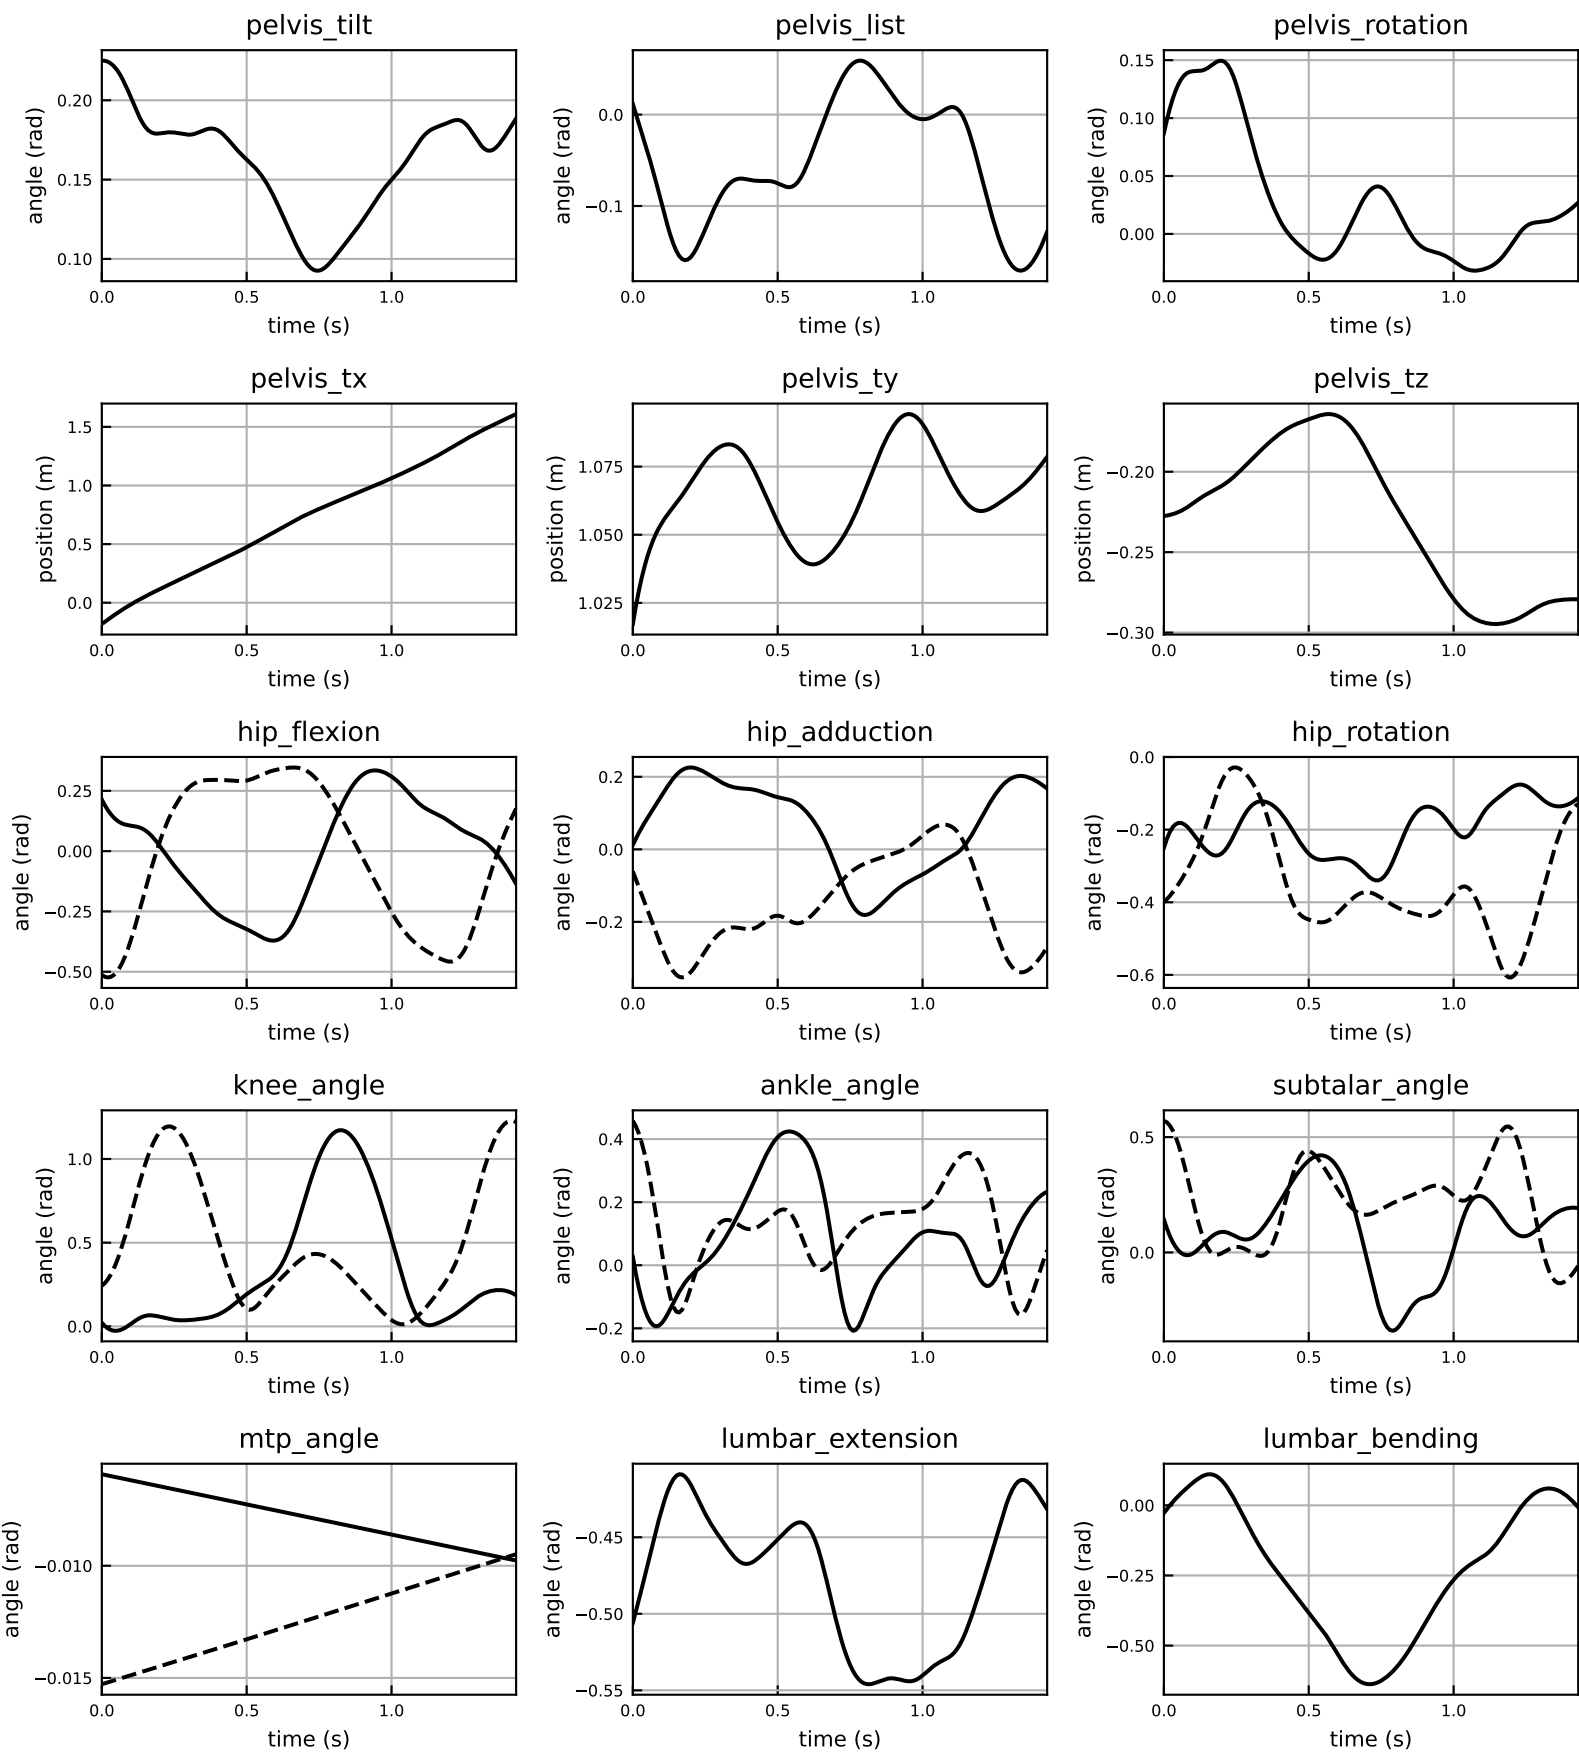 pelvis_tilt
0.20
0.15
0.10
angle (rad)
0.0 0.5 1.0
time (s)
pelvis_list
0.0
−0.1
angle (rad)
0.0 0.5 1.0
time (s)
pelvis_rotation
0.15
0.10
0.05
0.00
angle (rad)
0.0 0.5 1.0
time (s)
pelvis_tx
1.5
1.0
0.5
0.0
position (m)
0.0 0.5 1.0
time (s)
pelvis_ty
1.075
1.050
1.025
position (m)
0.0 0.5 1.0
time (s)
pelvis_tz
−0.20
−0.25
−0.30
position (m)
0.0 0.5 1.0
time (s)
hip_flexion
0.25
0.00
−0.25
−0.50
angle (rad)
0.0 0.5 1.0
time (s)
hip_adduction
0.2
0.0
−0.2
angle (rad)
0.0 0.5 1.0
time (s)
hip_rotation
0.0
−0.2
−0.4
−0.6
angle (rad)
0.0 0.5 1.0
time (s)
knee_angle
1.0
0.5
0.0
angle (rad)
0.0 0.5 1.0
time (s)
ankle_angle
0.4
0.2
0.0
−0.2
angle (rad)
0.0 0.5 1.0
time (s)
subtalar_angle
0.5
0.0
angle (rad)
0.0 0.5 1.0
time (s)
mtp_angle
−0.010
−0.015
angle (rad)
0.0 0.5 1.0
time (s)
lumbar_extension
−0.45
−0.50
−0.55
angle (rad)
0.0 0.5 1.0
time (s)
lumbar_bending
0.00
−0.25
−0.50
angle (rad)
0.0 0.5 1.0
time (s)